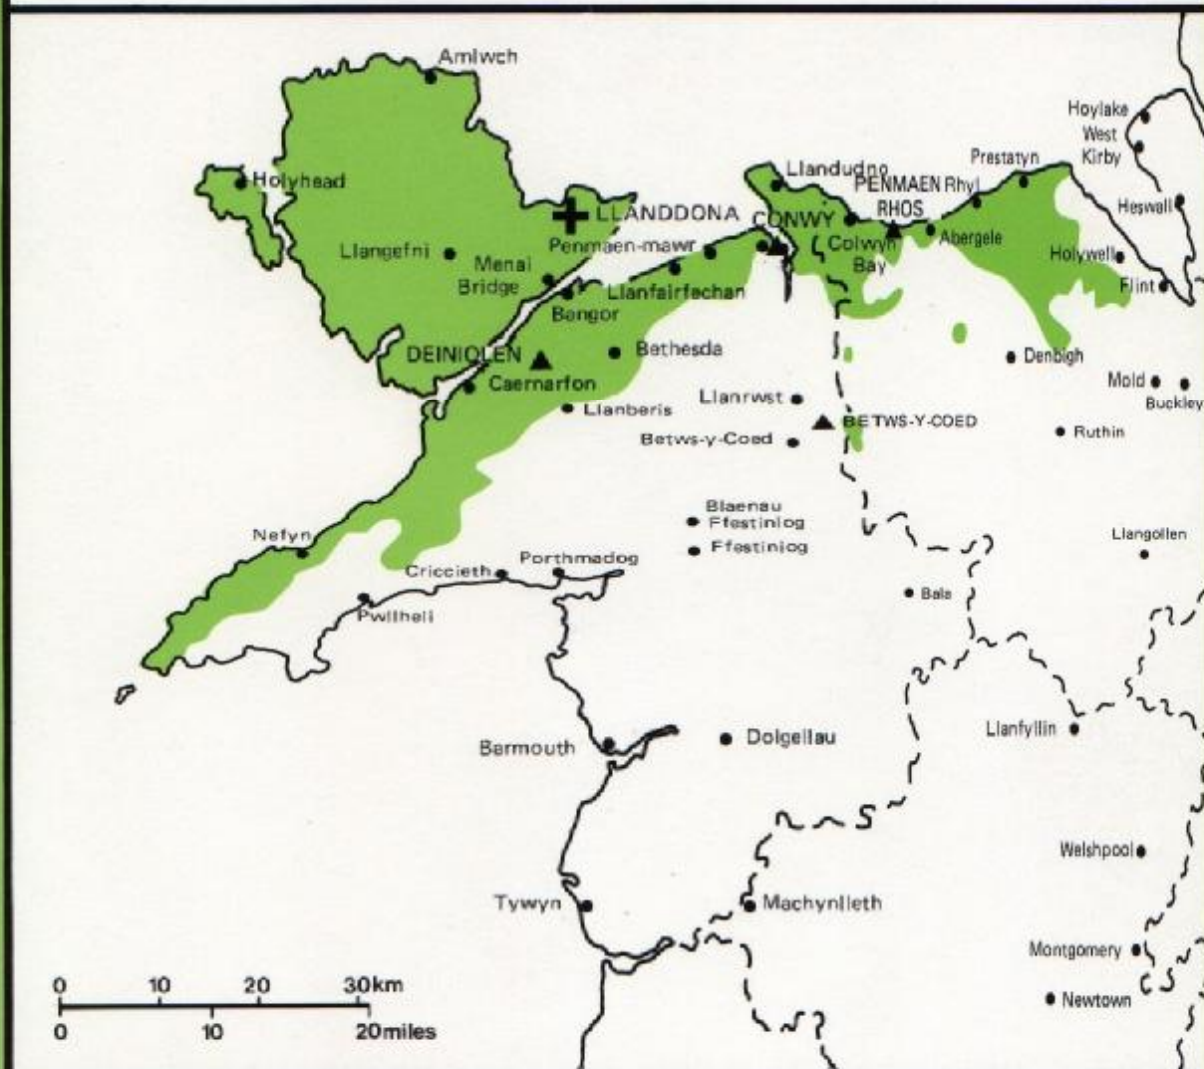 Amlwch
Hoylake
West
Kirby
Prestatyn
Llandudno
Holyhead
PENMAEN Rhyl
RHOS
Heswall
LLANDDONA
CONWY
Llangefni
Penmaen-mawr
Colwyn
Bay
Abergele
Holywell
Menai
Bridge
Llanfairfechan
Flint
Bangor
DEINIOLEN
Bethesda
Denbigh
Caernarfon
Llanrwst
Mold
Buckley
Llanberis
BETWS-Y-COED
Ruthin
Betws-y-Coed
Blaenau
Ffestiniog
Ffestiniog
Nefyn
Llangollen
Criccieth
Porthmadog
Bala
Pwllheli
Llanfyllin
Barmouth
Dolgellau
Welshpool
Tywyn
Machynlleth
Montgomery
Newtown
0 10 20 30km
0 10 20miles